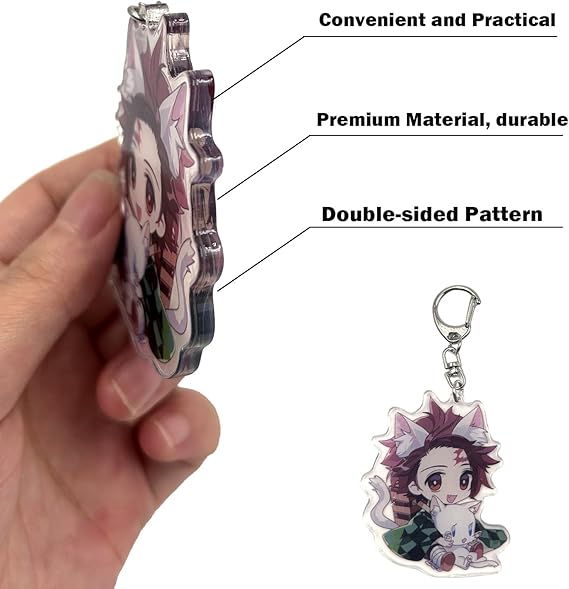 Convenient and Practical
Premium Material, durable
Double-sided Pattern